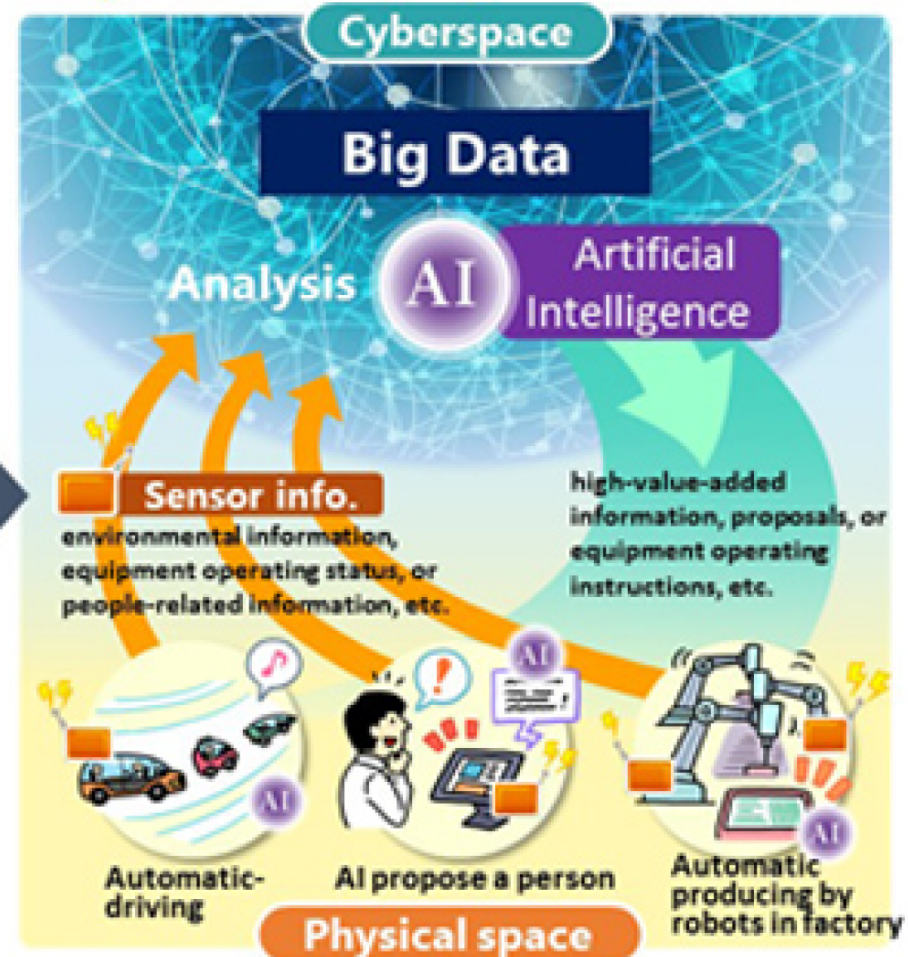 Cyberspace
Big Data
Analysis
AI
Artificial
Intelligence
Sensor info.
environmental information,
equipment operating status, or
people-related information, etc.
high-value-added
information, proposals, or
equipment operating
instructions, etc.
AI
AI
AI
Automatic-
driving
AI propose a person
Automatic
producing by
robots in factory
Physical space